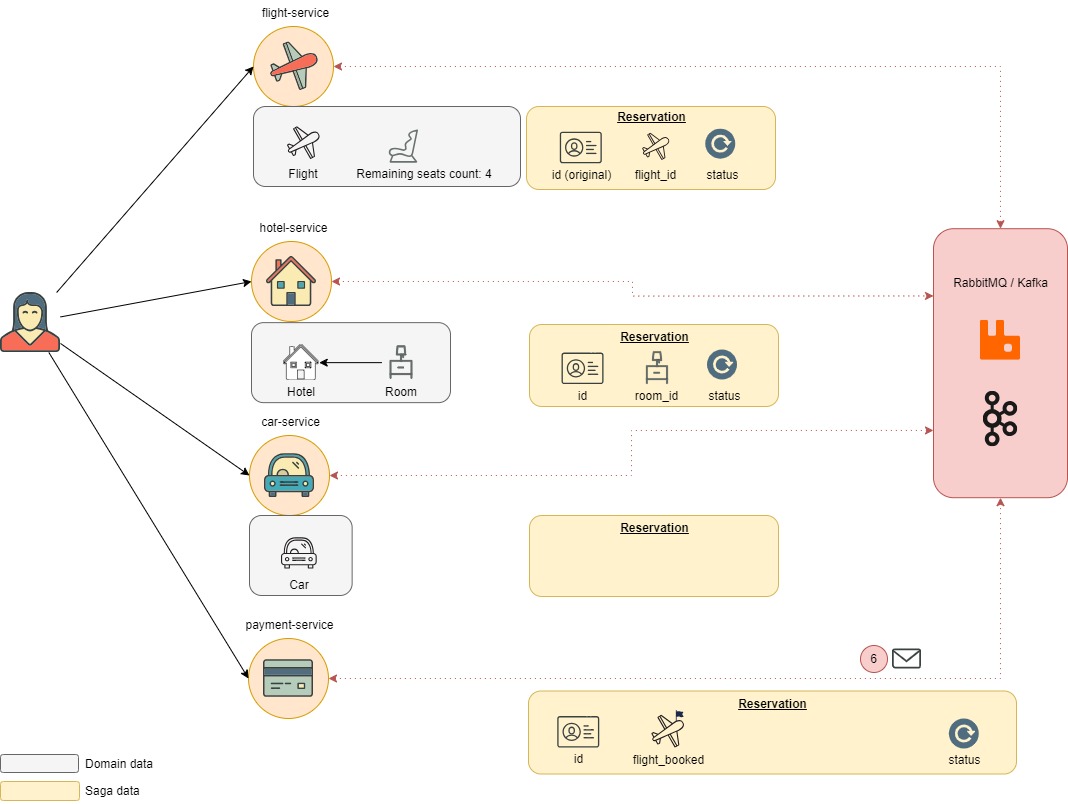 flight-service
Reservation
Flight
Remaining seats count: 4
id (original)
flight_id
status
hotel-service
RabbitMQ / Kafka
Reservation
Hotel
Room
id
room_id
status
car-service
Reservation
Car
payment-service
6
Reservation
id
flight_booked
status
Domain data
Saga data